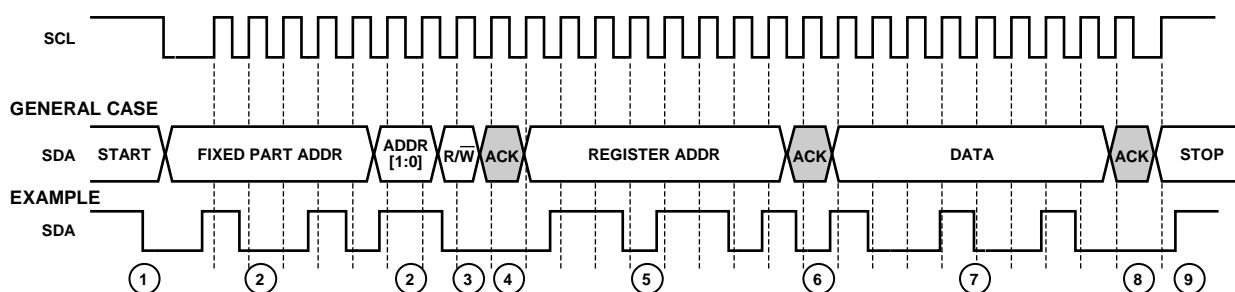 SCL
GENERAL CASE
SDA START FIXED PART ADDR ADDR [1:0] R/W̅ ACK REGISTER ADDR ACK DATA ACK STOP
EXAMPLE
SDA
1 2 2 3 4 5 6 7 8 9